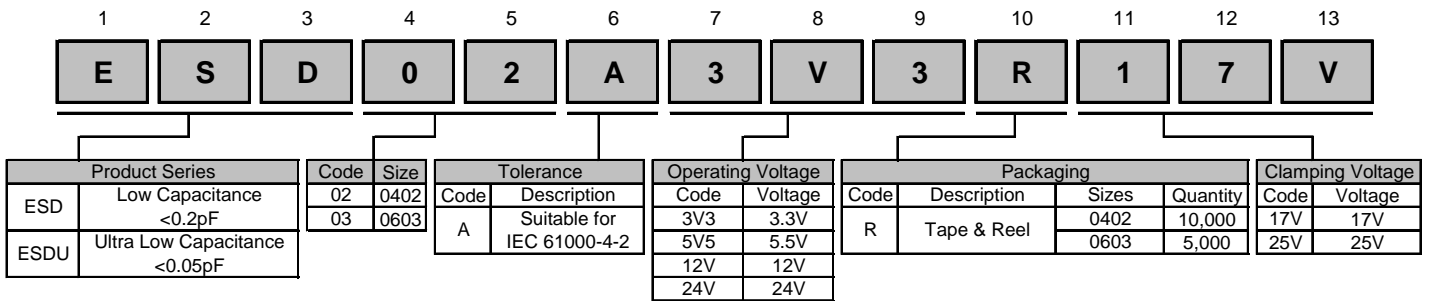 1 2 3 4 5 6 7 8 9 10 11 12 13
E S D 0 2 A 3 V 3 R 1 7 V
Product Series
ESD Low Capacitance <0.2pF
ESDU Ultra Low Capacitance <0.05pF
Code Size
02 0402
03 0603
Tolerance
Code Description
A Suitable for IEC 61000-4-2
Operating Voltage
Code Voltage
3V3 3.3V
5V5 5.5V
12V 12V
24V 24V
Packaging
Code Description Sizes Quantity
R Tape & Reel 0402 10,000
0603 5,000
Clamping Voltage
Code Voltage
17V 17V
25V 25V